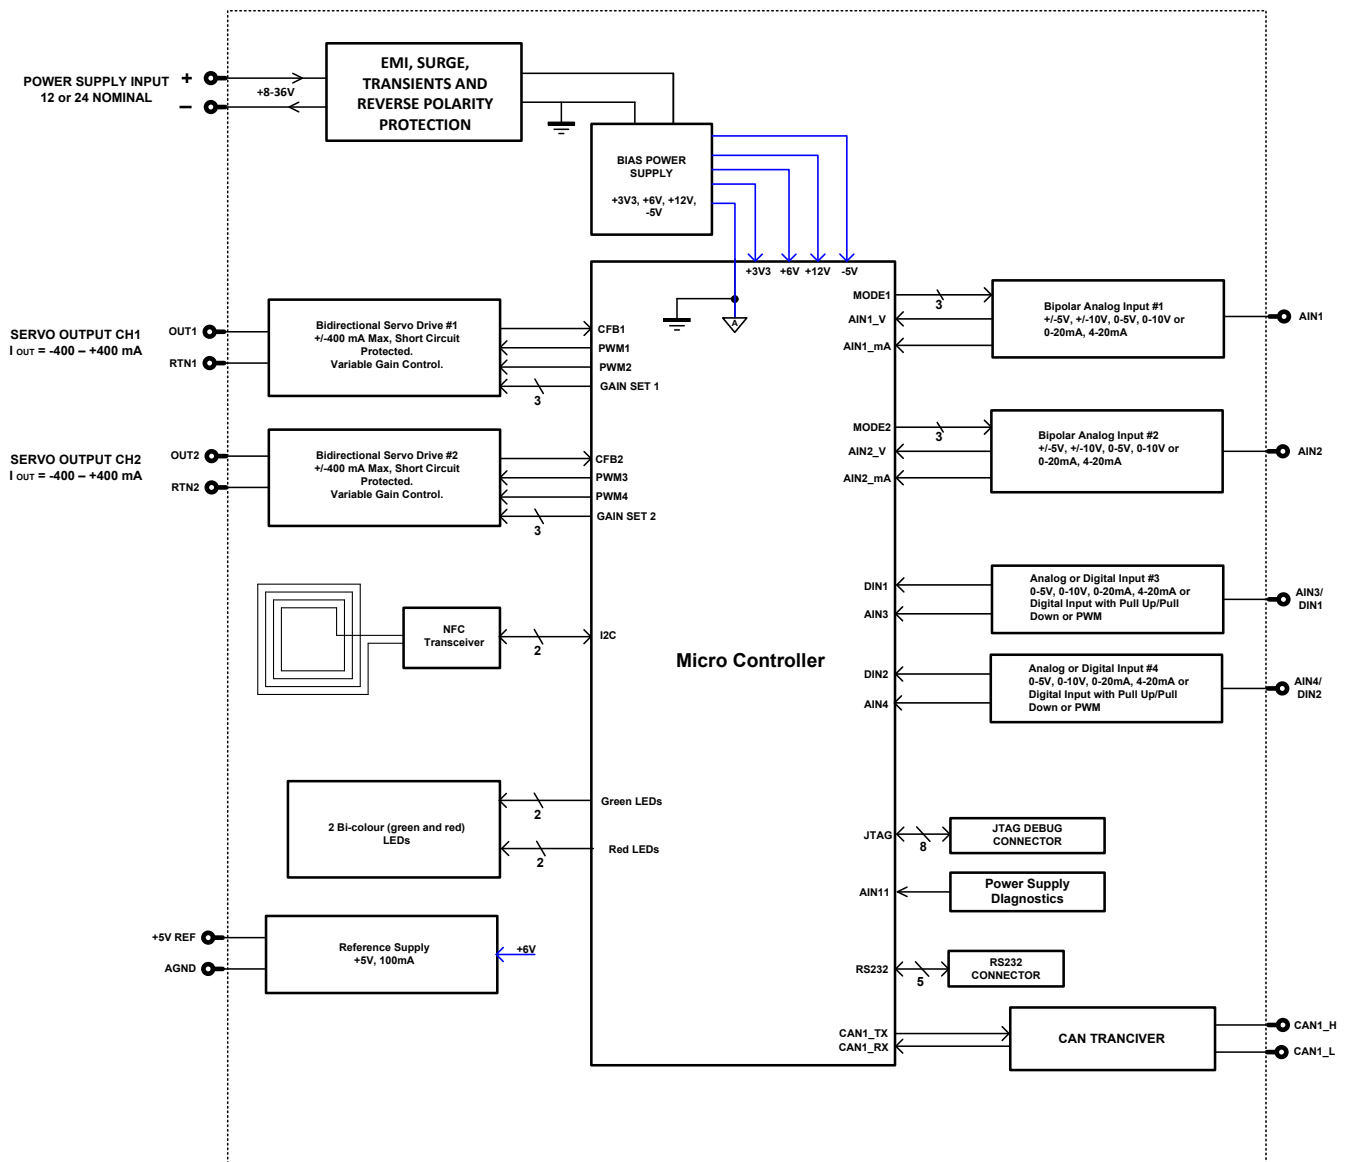 POWER SUPPLY INPUT
12 or 24 NOMINAL
+
−
+8-36V
EMI, SURGE,
TRANSIENTS AND
REVERSE POLARITY
PROTECTION
BIAS POWER
SUPPLY
+3V3, +6V, +12V,
-5V
+3V3
+6V
+12V
-5V
A
SERVO OUTPUT CH1
I OUT = -400 – +400 mA
OUT1
RTN1
Bidirectional Servo Drive #1
+/-400 mA Max, Short Circuit
Protected.
Variable Gain Control.
CFB1
PWM1
PWM2
GAIN SET 1
3
SERVO OUTPUT CH2
I OUT = -400 – +400 mA
OUT2
RTN2
Bidirectional Servo Drive #2
+/-400 mA Max, Short Circuit
Protected.
Variable Gain Control.
CFB2
PWM3
PWM4
GAIN SET 2
3
NFC
Transceiver
2
I2C
Micro Controller
2 Bi-colour (green and red)
LEDs
2
Green LEDs
2
Red LEDs
+5V REF
AGND
Reference Supply
+5V, 100mA
+6V
MODE1
3
AIN1_V
AIN1_mA
Bipolar Analog Input #1
+/-5V, +/-10V, 0-5V, 0-10V or
0-20mA, 4-20mA
AIN1
MODE2
3
AIN2_V
AIN2_mA
Bipolar Analog Input #2
+/-5V, +/-10V, 0-5V, 0-10V or
0-20mA, 4-20mA
AIN2
DIN1
AIN3
Analog or Digital Input #3
0-5V, 0-10V, 0-20mA, 4-20mA or
Digital Input with Pull Up/Pull
Down or PWM
AIN3/
DIN1
DIN2
AIN4
Analog or Digital Input #4
0-5V, 0-10V, 0-20mA, 4-20mA or
Digital Input with Pull Up/Pull
Down or PWM
AIN4/
DIN2
JTAG
8
JTAG DEBUG
CONNECTOR
AIN11
Power Supply
DIagnostics
RS232
5
RS232
CONNECTOR
CAN1_TX
CAN1_RX
CAN TRANCIVER
CAN1_H
CAN1_L